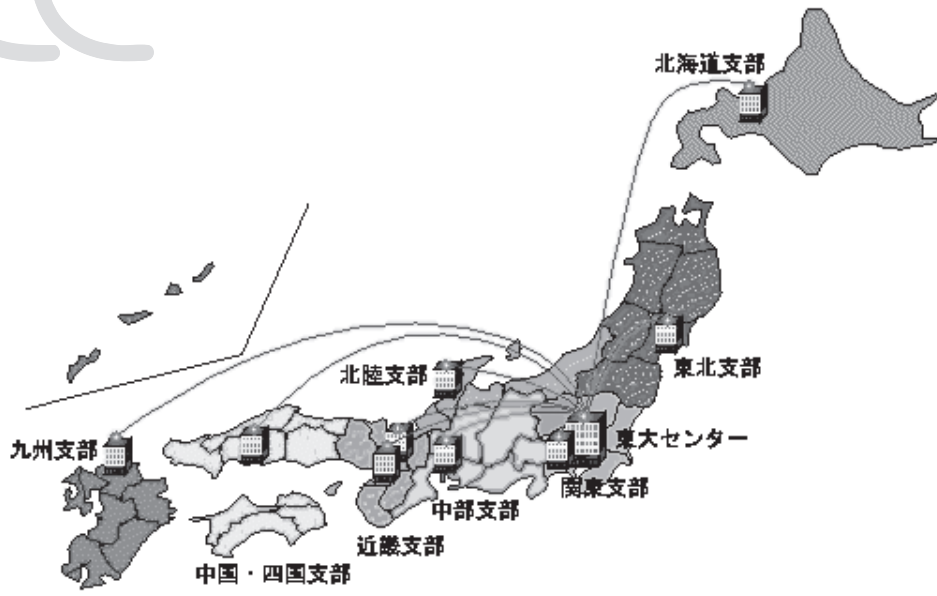 北海道支部
東北支部
北陸支部
東大センター
九州支部
関東支部
中部支部
近畿支部
中国・四国支部